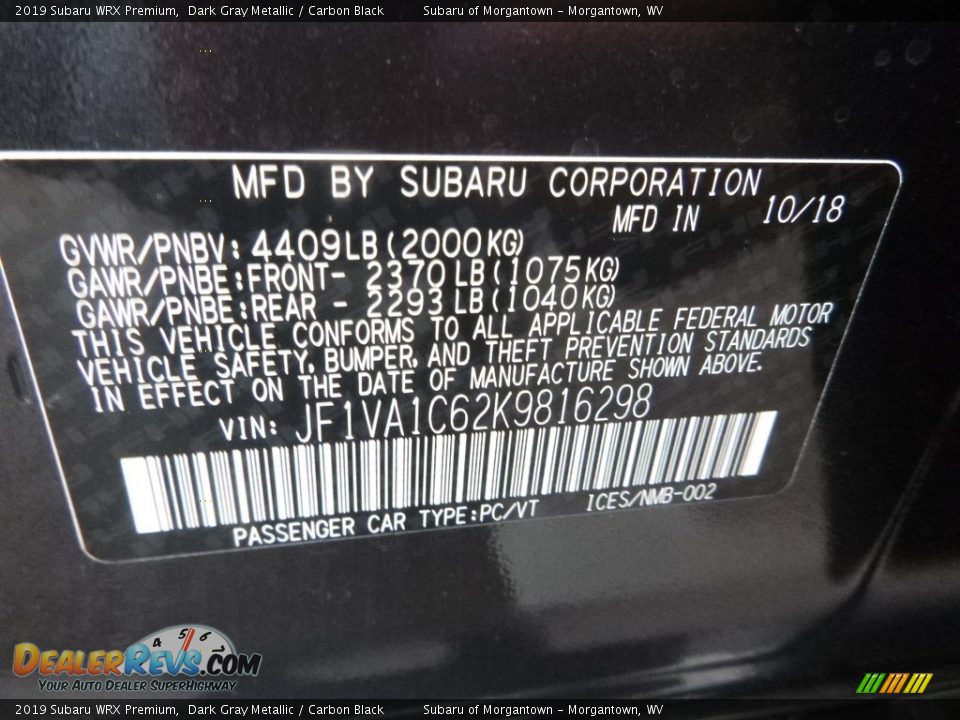 2019 Subaru WRX Premium, Dark Gray Metallic / Carbon Black Subaru of Morgantown - Morgantown, WV
MFD BY SUBARU CORPORATION
MFD IN 10/18
GVWR/PNBV: 4409LB (2000KG)
GAWR/PNBE: FRONT- 2370LB (1075KG)
GAWR/PNBE: REAR - 2293LB (1040KG)
THIS VEHICLE CONFORMS TO ALL APPLICABLE FEDERAL MOTOR
VEHICLE SAFETY, BUMPER, AND THEFT PREVENTION STANDARDS
IN EFFECT ON THE DATE OF MANUFACTURE SHOWN ABOVE.
VIN: JF1VA1C62K9816298
PASSENGER CAR TYPE:PC/VT ICES/NMB-002
4 5 6
DEALERREVS.COM
YOUR AUTO DEALER SUPERHIGHWAY
2019 Subaru WRX Premium, Dark Gray Metallic / Carbon Black Subaru of Morgantown - Morgantown, WV